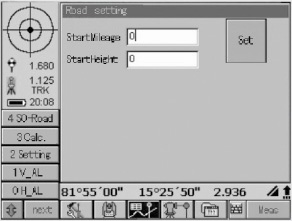 Road setting
StartMileage: 0
StartHeight: 0
Set
1.680
1.125
TRK
20:08
4 SO-Road
3 Calc.
2 Setting
1 V_AL
0 H_AL
81°55'00" 15°25'50" 2.936
next
Meas